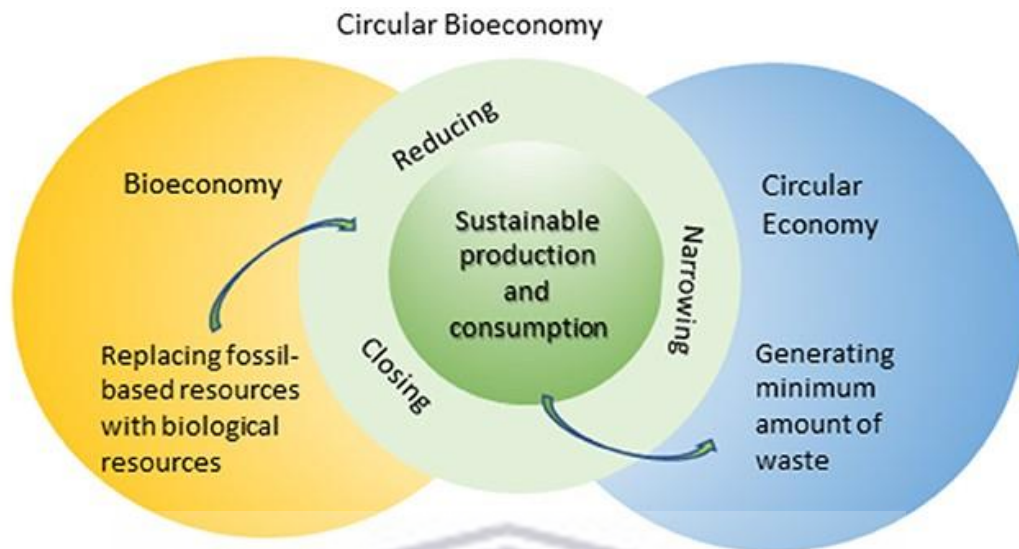 Circular Bioeconomy
Bioeconomy
Replacing fossil-
based resources
with biological
resources
Reducing
Closing
Narrowing
Sustainable
production
and
consumption
Circular
Economy
Generating
minimum
amount of
waste